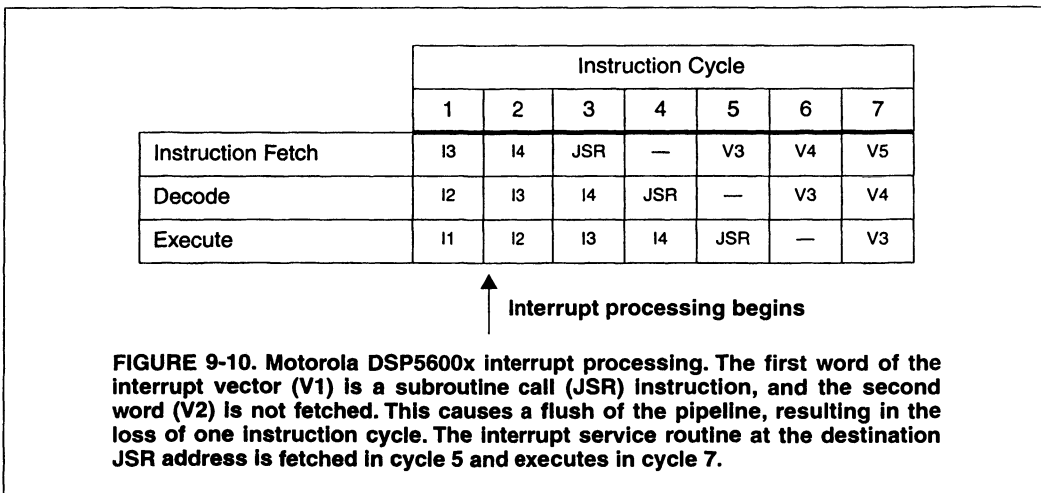 Instruction Cycle
1 2 3 4 5 6 7
Instruction Fetch I3 I4 JSR — V3 V4 V5
Decode I2 I3 I4 JSR — V3 V4
Execute I1 I2 I3 I4 JSR — V3
Interrupt processing begins
FIGURE 9-10. Motorola DSP5600x interrupt processing. The first word of the
interrupt vector (V1) is a subroutine call (JSR) instruction, and the second
word (V2) is not fetched. This causes a flush of the pipeline, resulting in the
loss of one instruction cycle. The interrupt service routine at the destination
JSR address is fetched in cycle 5 and executes in cycle 7.